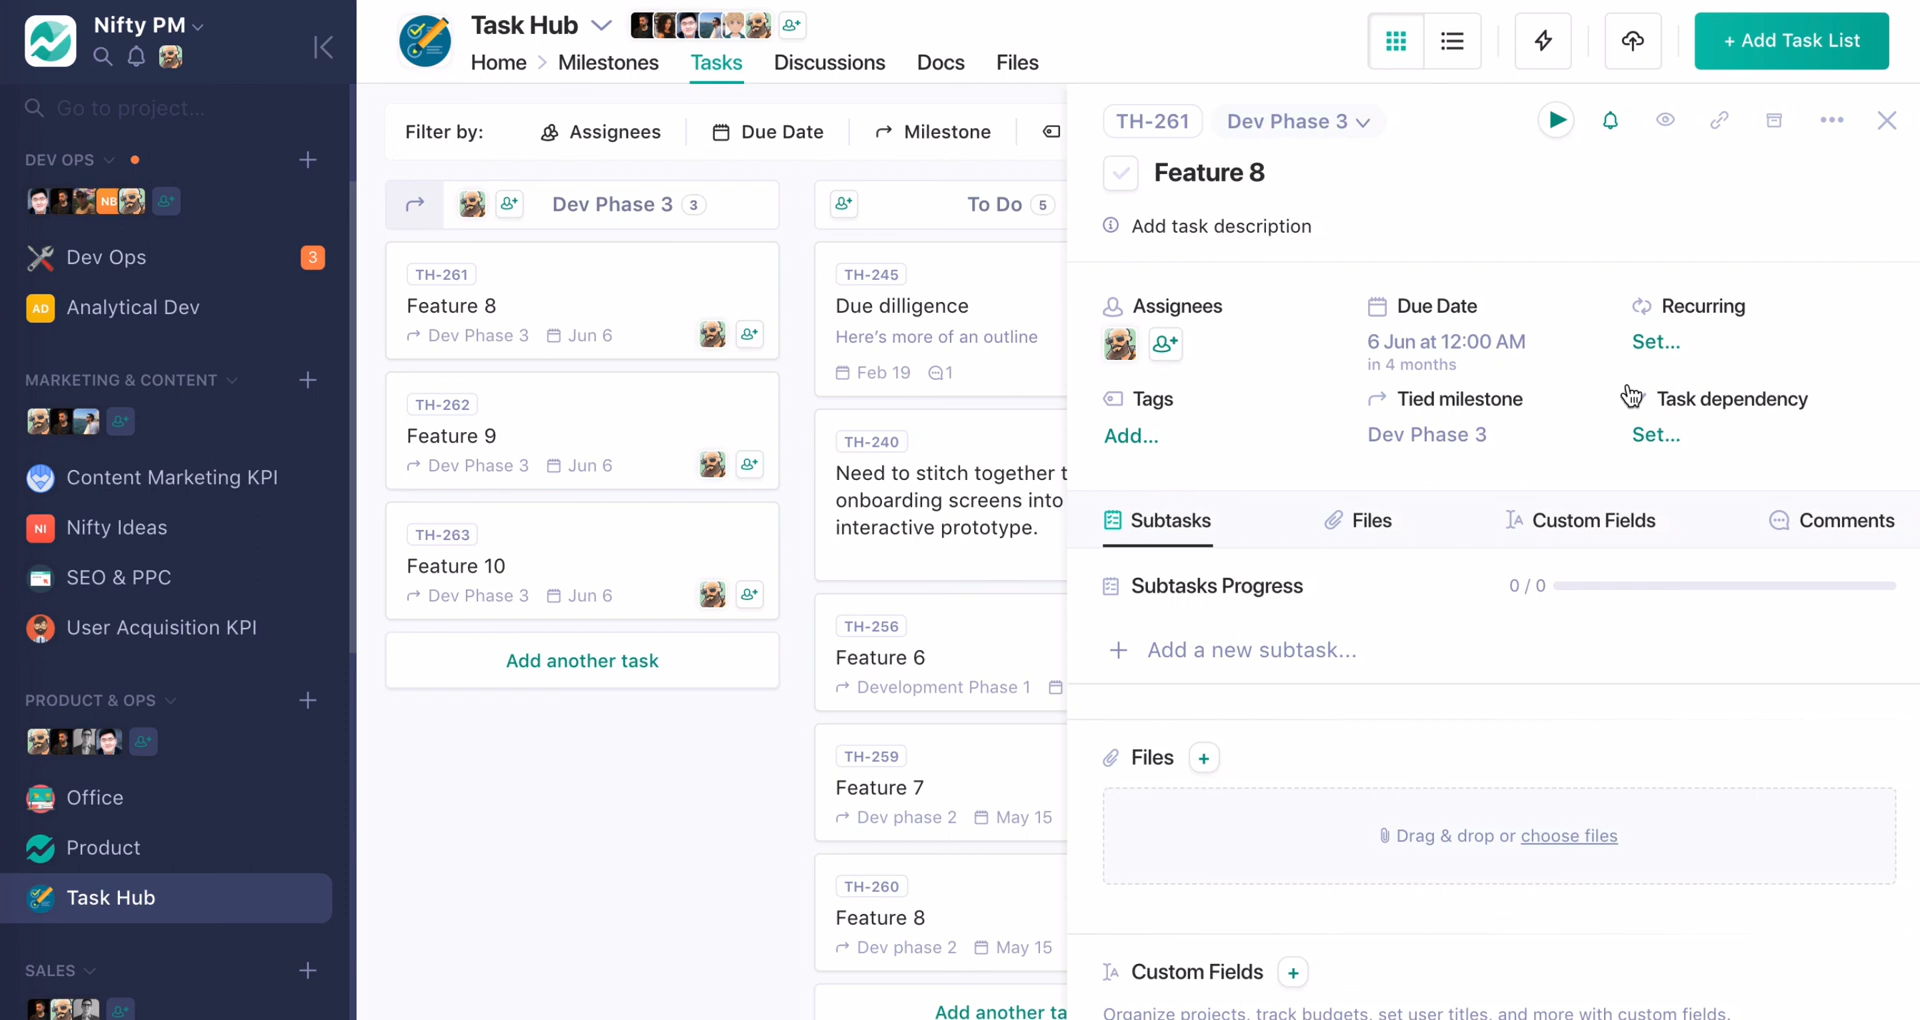 Nifty PM
Go to project...
DEV OPS
NB
Dev Ops
3
AD
Analytical Dev
MARKETING & CONTENT
Content Marketing KPI
NI
Nifty Ideas
SEO & PPC
User Acquisition KPI
PRODUCT & OPS
Office
Product
Task Hub
SALES
Task Hub
Home > Milestones Tasks Discussions Docs Files
+ Add Task List
Filter by: Assignees Due Date Milestone
Dev Phase 3 3
TH-261
Feature 8
Dev Phase 3 Jun 6
TH-262
Feature 9
Dev Phase 3 Jun 6
TH-263
Feature 10
Dev Phase 3 Jun 6
Add another task
To Do 5
TH-245
Due dilligence
Here's more of an outline
Feb 19 1
TH-240
Need to stitch together t
onboarding screens into
interactive prototype.
TH-256
Feature 6
Development Phase 1
TH-259
Feature 7
Dev phase 2 May 15
TH-260
Feature 8
Dev phase 2 May 15
Add another ta
TH-261 Dev Phase 3
Feature 8
Add task description
Assignees
Due Date
6 Jun at 12:00 AM
in 4 months
Recurring
Set...
Tags
Add...
Tied milestone
Dev Phase 3
Task dependency
Set...
Subtasks Files Custom Fields Comments
Subtasks Progress 0 / 0
+ Add a new subtask...
Files +
Drag & drop or choose files
Custom Fields +
Organize projects, track budgets, set user titles, and more with custom fields.